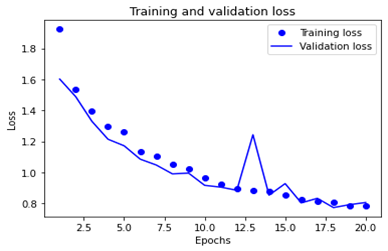 Training and validation loss
Training loss
Validation loss
1.8
1.6
1.4
1.2
1.0
0.8
Loss
2.5 5.0 7.5 10.0 12.5 15.0 17.5 20.0
Epochs